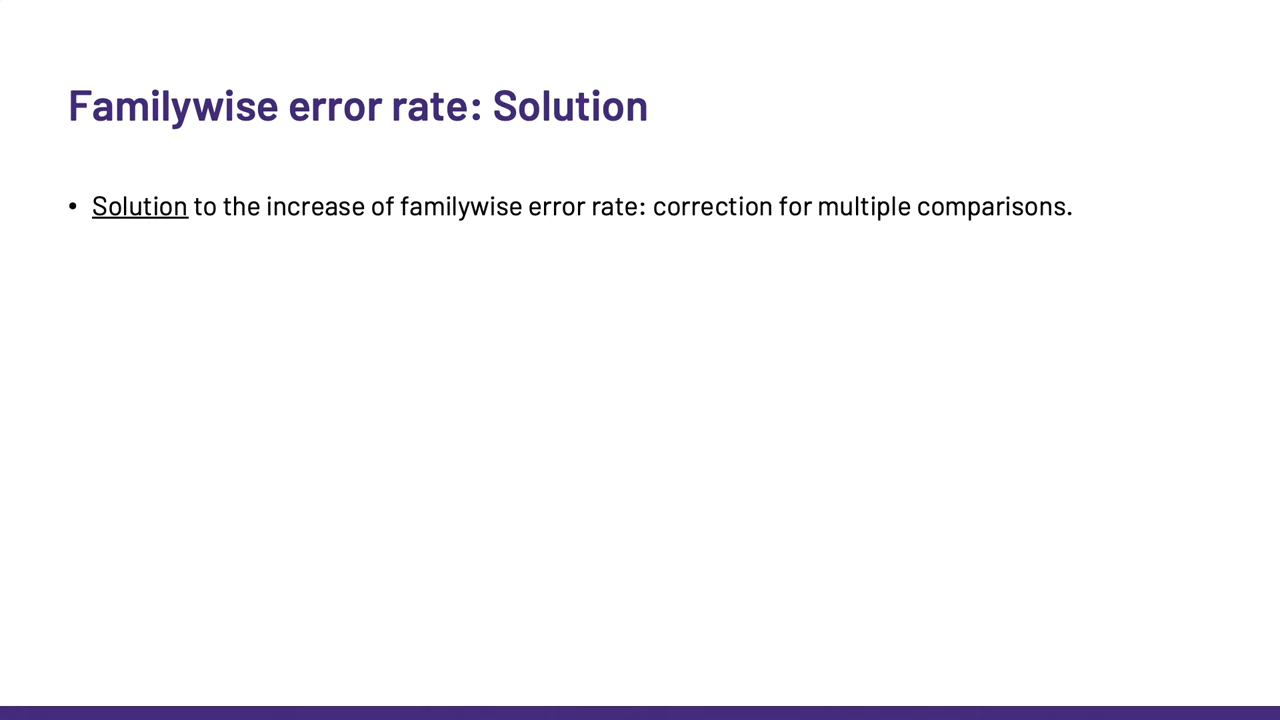 Familywise error rate: Solution
• Solution to the increase of familywise error rate: correction for multiple comparisons.